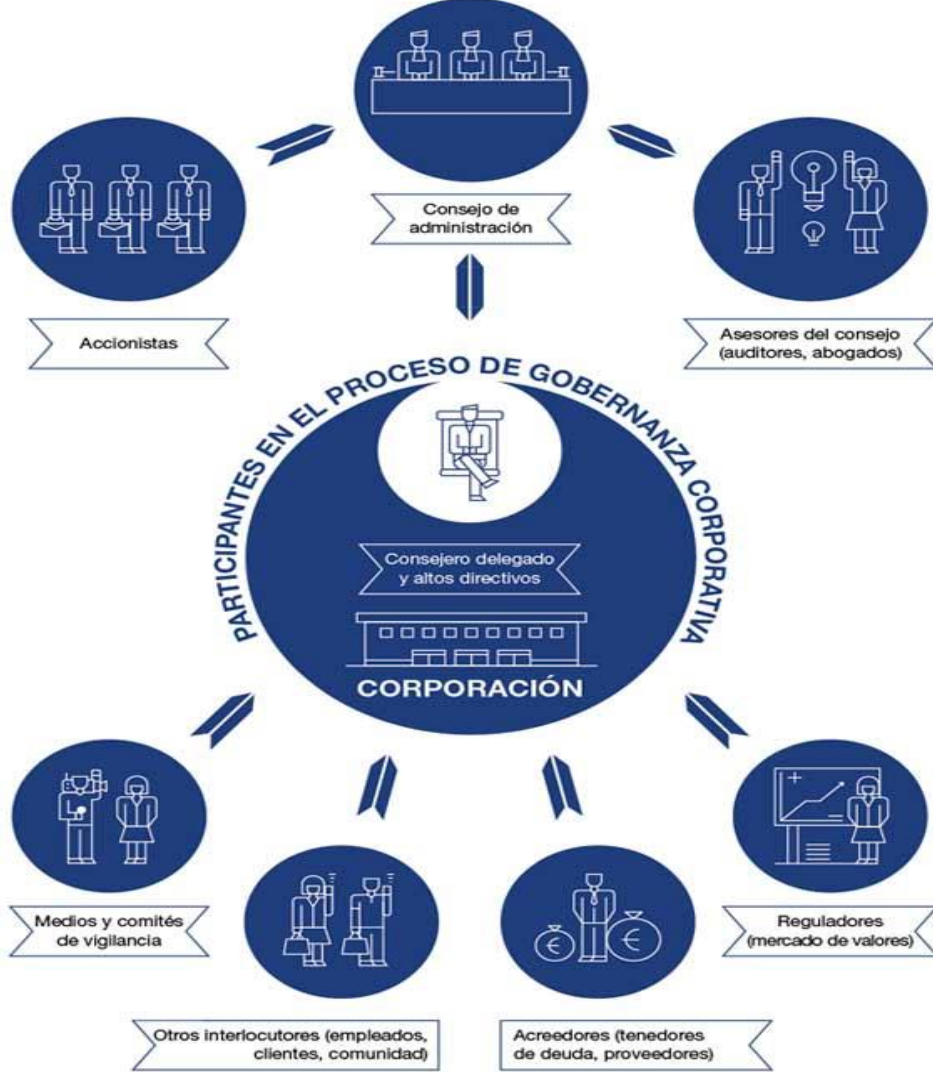 Consejo de
administración
Accionistas
Asesores del consejo
(auditores, abogados)
PARTICIPANTES EN EL PROCESO DE GOBERNANZA CORPORATIVA
Consejero delegado
y altos directivos
CORPORACIÓN
Medios y comités
de vigilancia
Reguladores
(mercado de valores)
Otros interlocutores (empleados,
clientes, comunidad)
Acreedores (tenedores
de deuda, proveedores)
€
€